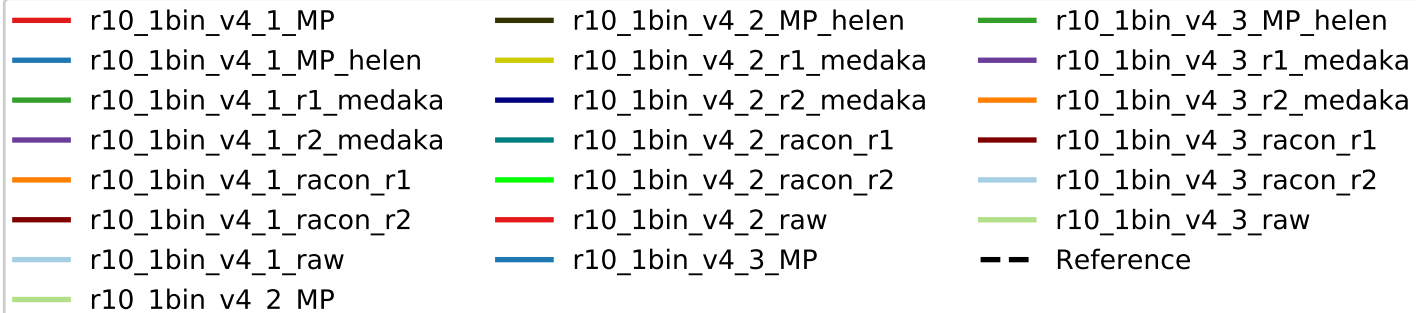 r10_1bin_v4_1_MP
r10_1bin_v4_1_MP_helen
r10_1bin_v4_1_r1_medaka
r10_1bin_v4_1_r2_medaka
r10_1bin_v4_1_racon_r1
r10_1bin_v4_1_racon_r2
r10_1bin_v4_1_raw
r10_1bin_v4_2_MP
r10_1bin_v4_2_MP_helen
r10_1bin_v4_2_r1_medaka
r10_1bin_v4_2_r2_medaka
r10_1bin_v4_2_racon_r1
r10_1bin_v4_2_racon_r2
r10_1bin_v4_2_raw
r10_1bin_v4_3_MP
r10_1bin_v4_3_MP_helen
r10_1bin_v4_3_r1_medaka
r10_1bin_v4_3_r2_medaka
r10_1bin_v4_3_racon_r1
r10_1bin_v4_3_racon_r2
r10_1bin_v4_3_raw
Reference